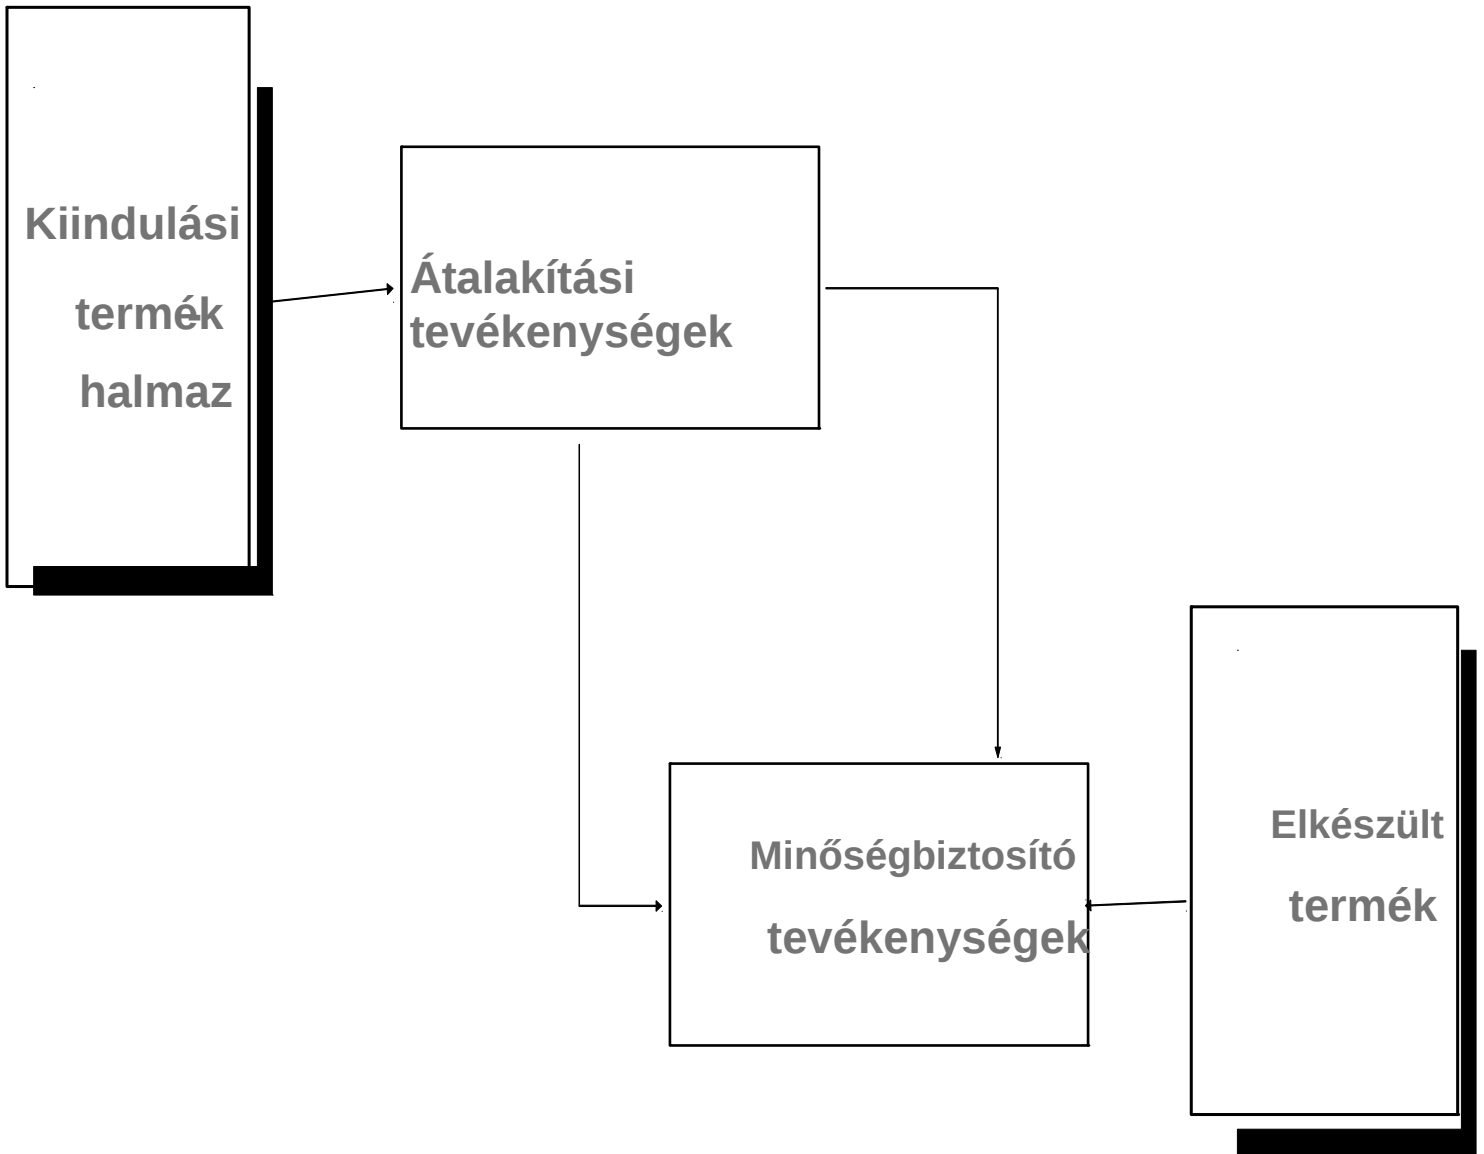 Kiindulási
termék
-
halmaz
Átalakítási
tevékenységek
Minőségbiztosító
tevékenységek
Elkészült
termék